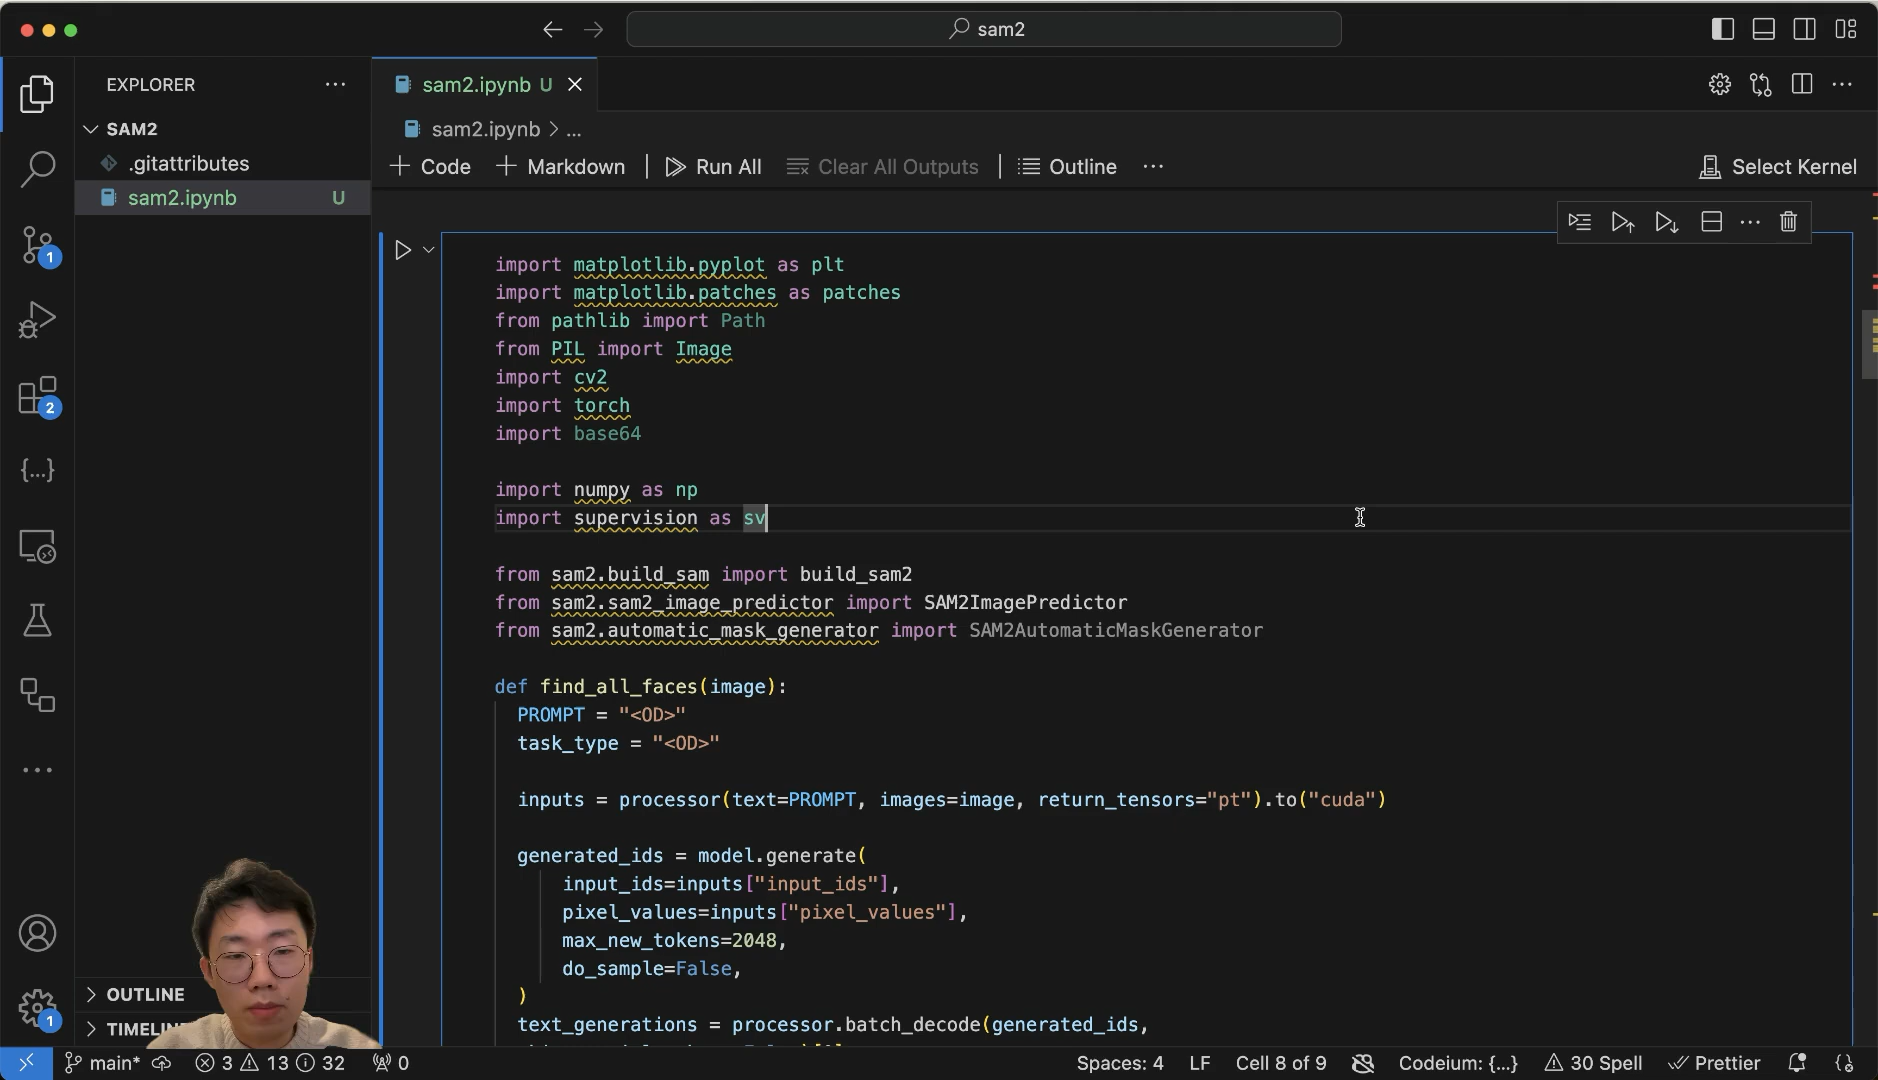 sam2
EXPLORER
SAM2
.gitattributes
sam2.ipynb U
sam2.ipynb U
sam2.ipynb > ...
Code
Markdown
Run All
Clear All Outputs
Outline
Select Kernel
import matplotlib.pyplot as plt
import matplotlib.patches as patches
from pathlib import Path
from PIL import Image
import cv2
import torch
import base64
import numpy as np
import supervision as sv
from sam2.build_sam import build_sam2
from sam2.sam2_image_predictor import SAM2ImagePredictor
from sam2.automatic_mask_generator import SAM2AutomaticMaskGenerator
def find_all_faces(image):
PROMPT = "<OD>"
task_type = "<OD>"
inputs = processor(text=PROMPT, images=image, return_tensors="pt").to("cuda")
generated_ids = model.generate(
input_ids=inputs["input_ids"],
pixel_values=inputs["pixel_values"],
max_new_tokens=2048,
do_sample=False,
)
text_generations = processor.batch_decode(generated_ids,
1
2
1
OUTLINE
main* 3 13 32 0
Spaces: 4 LF Cell 8 of 9 Codeium: {...} 30 Spell Prettier